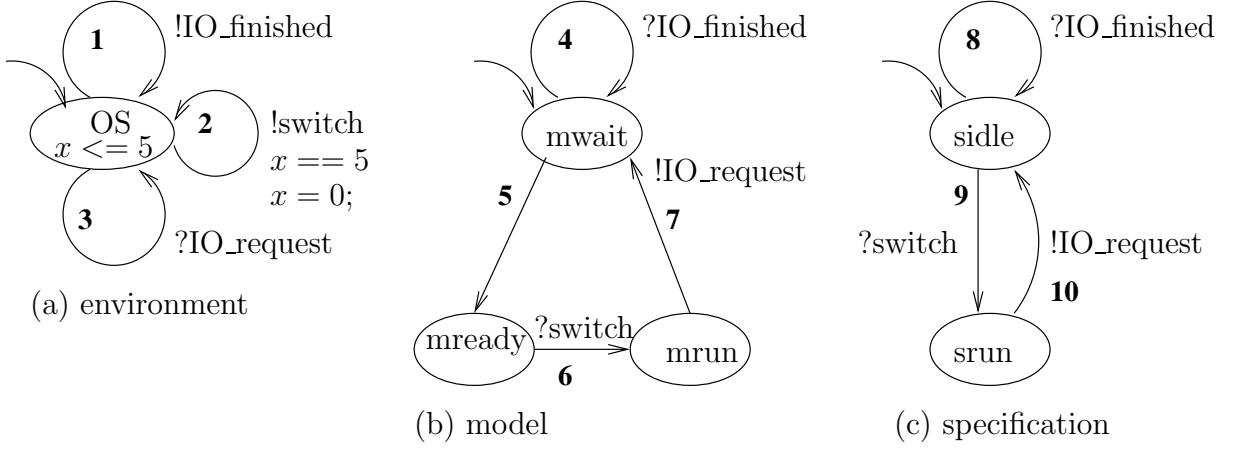 1
!IO_finished
OS
x <= 5
2
!switch
x == 5
x = 0;
3
?IO_request
(a) environment
4
?IO_finished
mwait
5
!IO_request
7
mready
?switch
6
mrun
(b) model
8
?IO_finished
sidle
9
?switch
!IO_request
10
srun
(c) specification